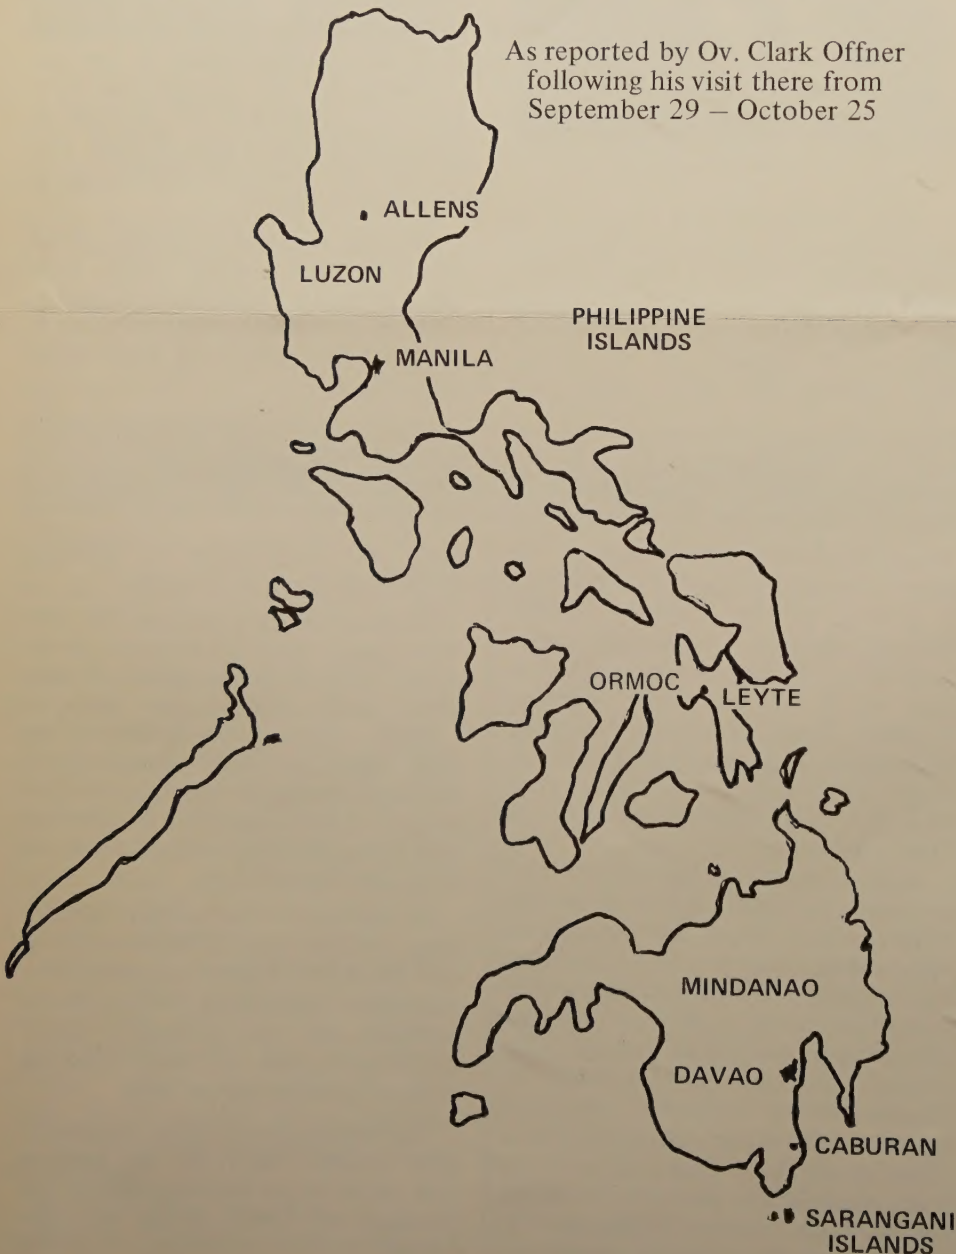 As reported by Ov. Clark Offner
following his visit there from
September 29 – October 25
ALLENS
LUZON
PHILIPPINE
ISLANDS
MANILA
ORMOC
LEYTE
MINDANAO
DAVAO
CABURAN
SARANGANI
ISLANDS